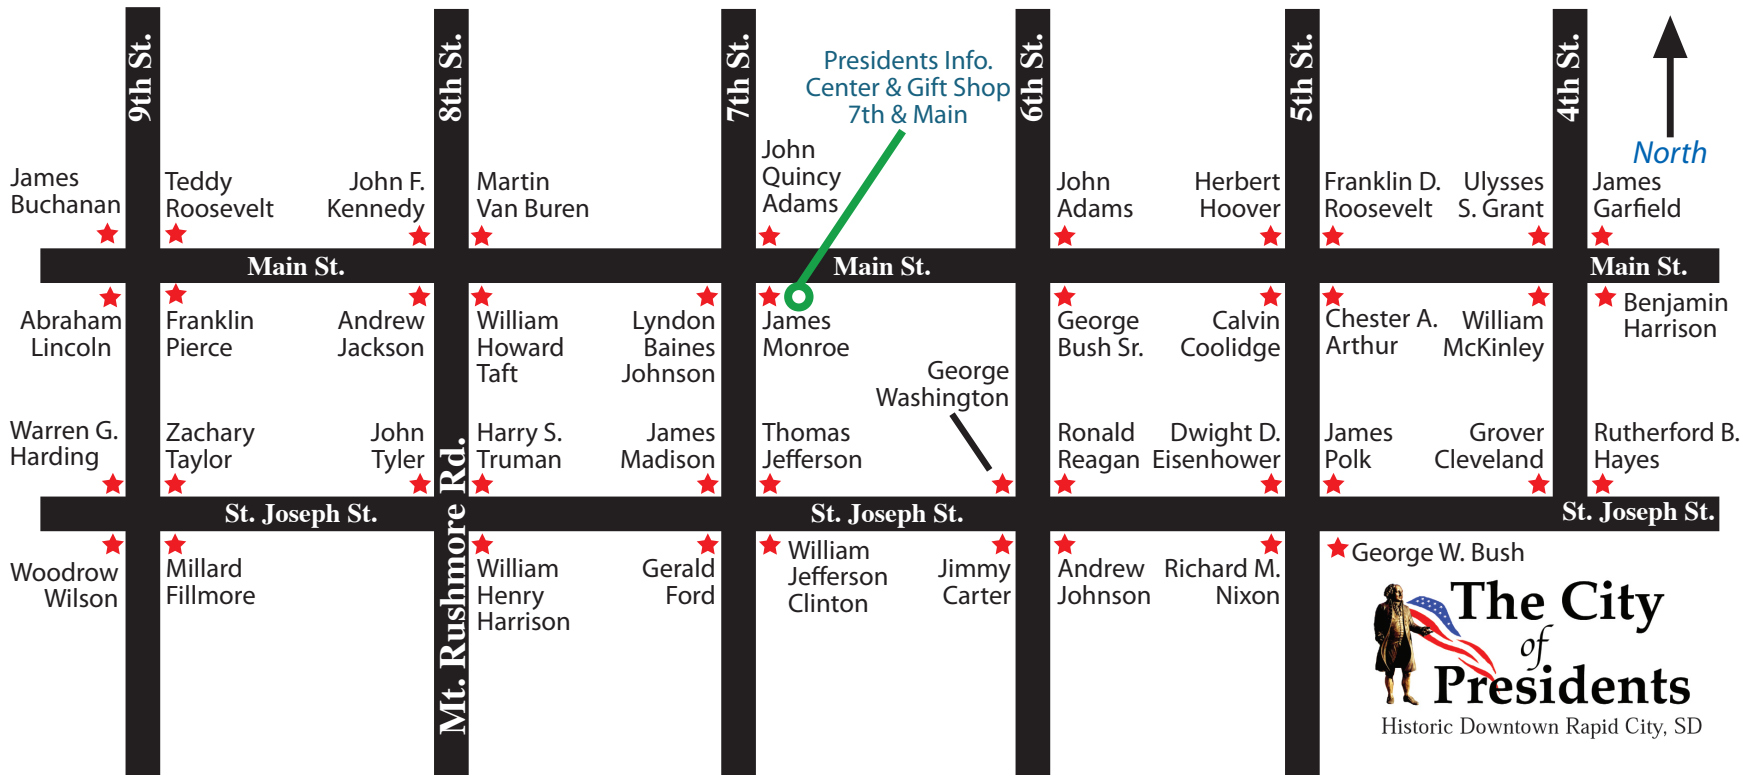 9th St.
8th St.
7th St.
6th St.
5th St.
4th St.
Presidents Info.
Center & Gift Shop
7th & Main
North
James
Buchanan
Teddy
Roosevelt
John F.
Kennedy
Martin
Van Buren
John
Quincy
Adams
John
Adams
Herbert
Hoover
Franklin D.
Roosevelt
Ulysses
S. Grant
James
Garfield
Main St.
Main St.
Main St.
Abraham
Lincoln
Franklin
Pierce
Andrew
Jackson
William
Howard
Taft
Lyndon
Baines
Johnson
James
Monroe
George
Washington
George
Bush Sr.
Calvin
Coolidge
Chester A.
Arthur
William
McKinley
Benjamin
Harrison
Warren G.
Harding
Zachary
Taylor
John
Tyler
Mt. Rushmore Rd.
Harry S.
Truman
James
Madison
Thomas
Jefferson
Ronald
Reagan
Dwight D.
Eisenhower
James
Polk
Grover
Cleveland
Rutherford B.
Hayes
St. Joseph St.
St. Joseph St.
St. Joseph St.
Woodrow
Wilson
Millard
Fillmore
William
Henry
Harrison
Gerald
Ford
William
Jefferson
Clinton
Jimmy
Carter
Andrew
Johnson
Richard M.
Nixon
George W. Bush
The City
of
Presidents
Historic Downtown Rapid City, SD